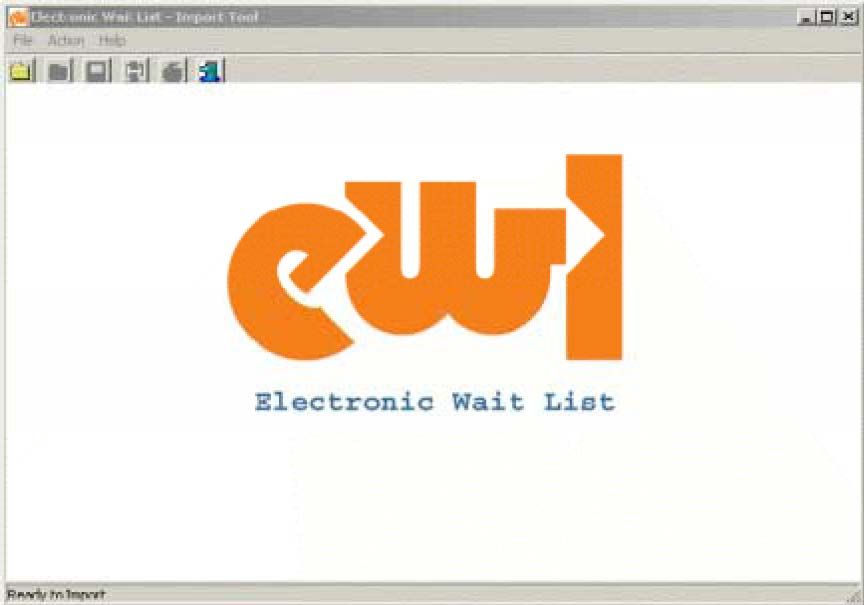 Electronic Wait List - Import Tool
File Action Help
ewl
Electronic Wait List
Ready to Import